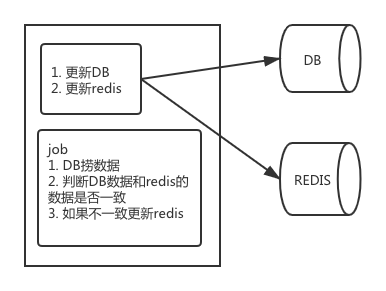 1. 更新DB
2. 更新redis
DB
job
1. DB捞数据
2. 判断DB数据和redis的
数据是否一致
3. 如果不一致更新redis
REDIS